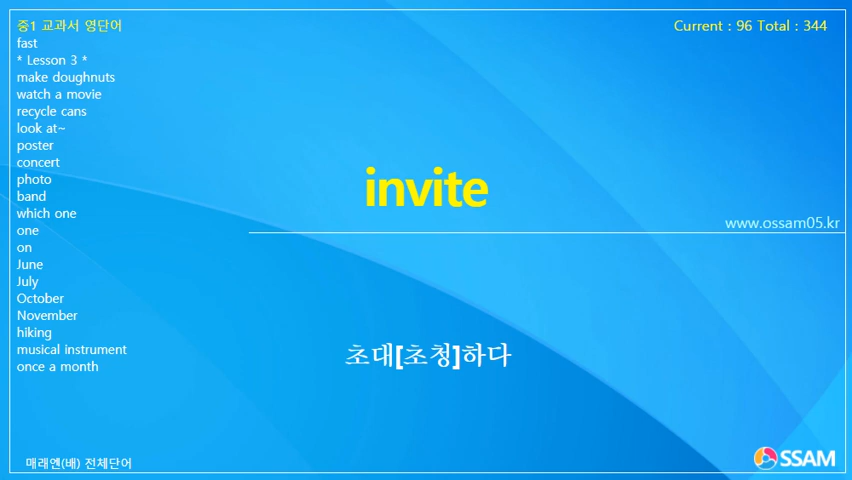 중1 교과서 영단어
Current : 96 Total : 344
fast
* Lesson 3 *
make doughnuts
watch a movie
recycle cans
look at~
poster
concert
photo
band
which one
one
on
June
July
October
November
hiking
musical instrument
once a month
invite
www.ossam05.kr
초대[초청]하다
매래엔(배) 전체단어
OSSAM